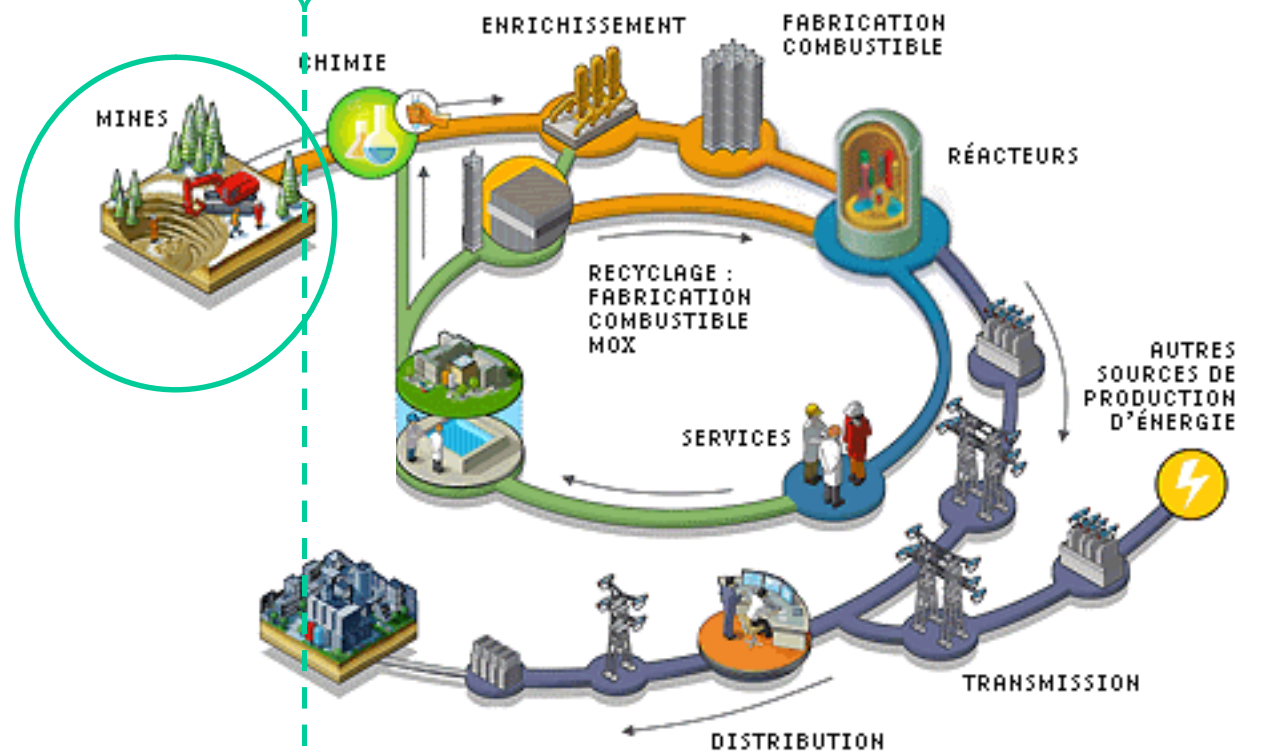 ENRICHISSEMENT
FABRICATION
COMBUSTIBLE
CHIMIE
MINES
RÉACTEURS
RECYCLAGE :
FABRICATION
COMBUSTIBLE
MOX
AUTRES
SOURCES DE
PRODUCTION
D'ÉNERGIE
SERVICES
TRANSMISSION
DISTRIBUTION